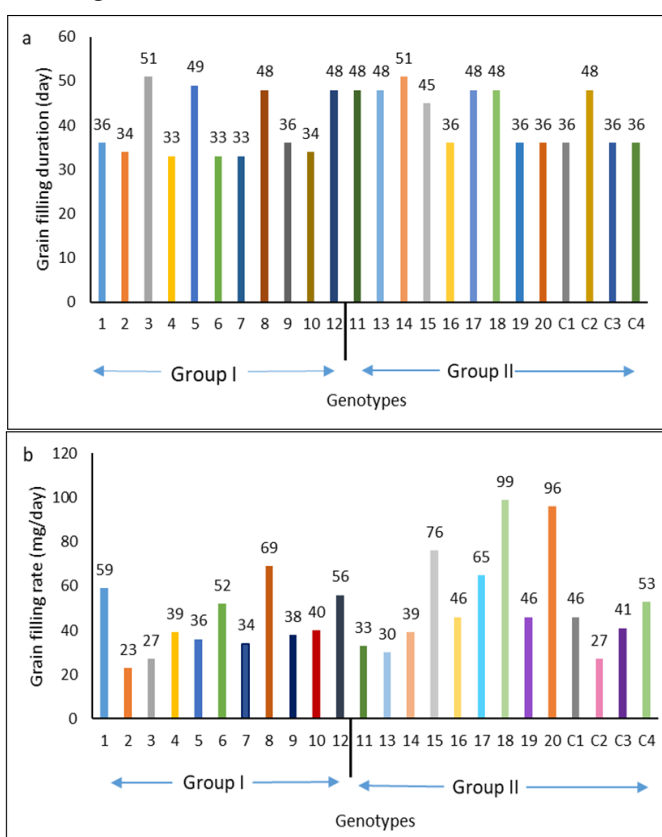 a
Grain filling duration (day)
60
50
40
30
20
10
0
36 34 51 33 49 33 33 48 36 34 48 48 48 51 45 36 48 48 36 36 36 48 36 36
1 2 3 4 5 6 7 8 9 10 12 11 13 14 15 16 17 18 19 20 C1 C2 C3 C4
Group I Group II
Genotypes
b
Grain filling rate (mg/day)
120
100
80
60
40
20
0
59 23 27 39 36 52 34 69 38 40 56 33 30 39 76 46 65 99 46 96 46 27 41 53
1 2 3 4 5 6 7 8 9 10 12 11 13 14 15 16 17 18 19 20 C1 C2 C3 C4
Group I Group II
Genotypes